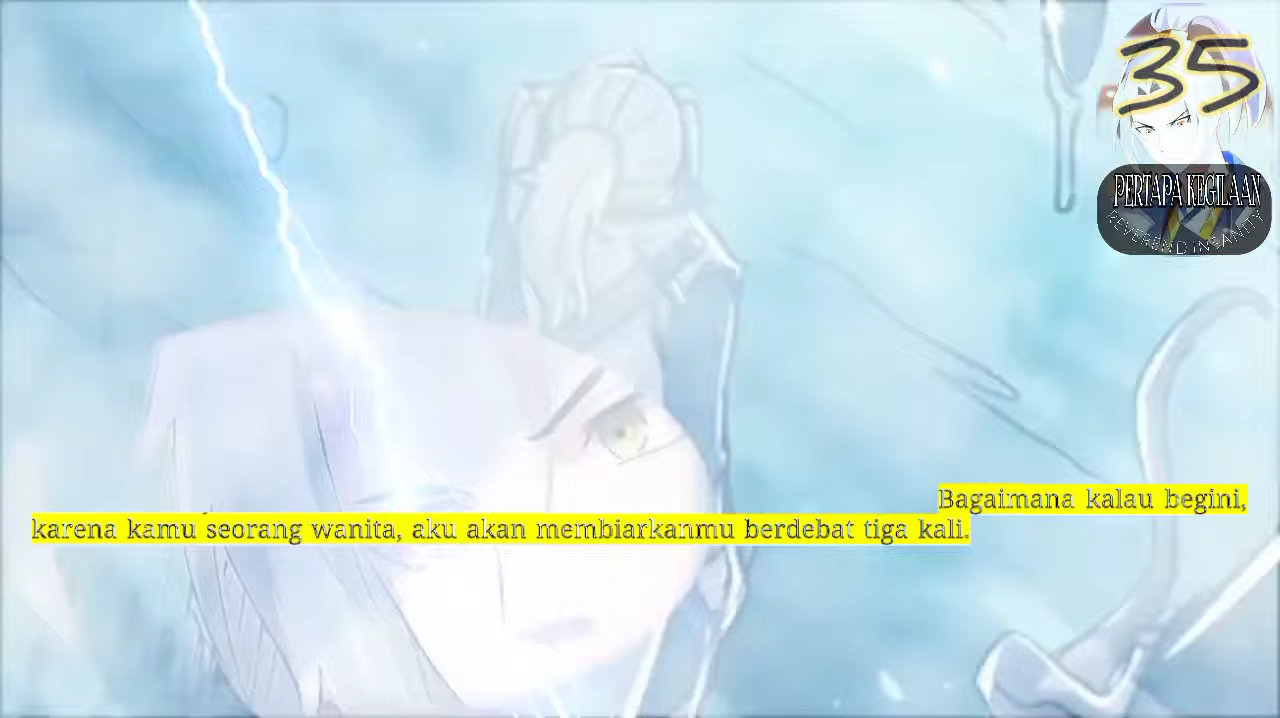 35
PERTAPA KEGILAAN
REVEREND INSANITY
Bagaimana kalau begini,
karena kamu seorang wanita, aku akan membiarkanmu berdebat tiga kali.